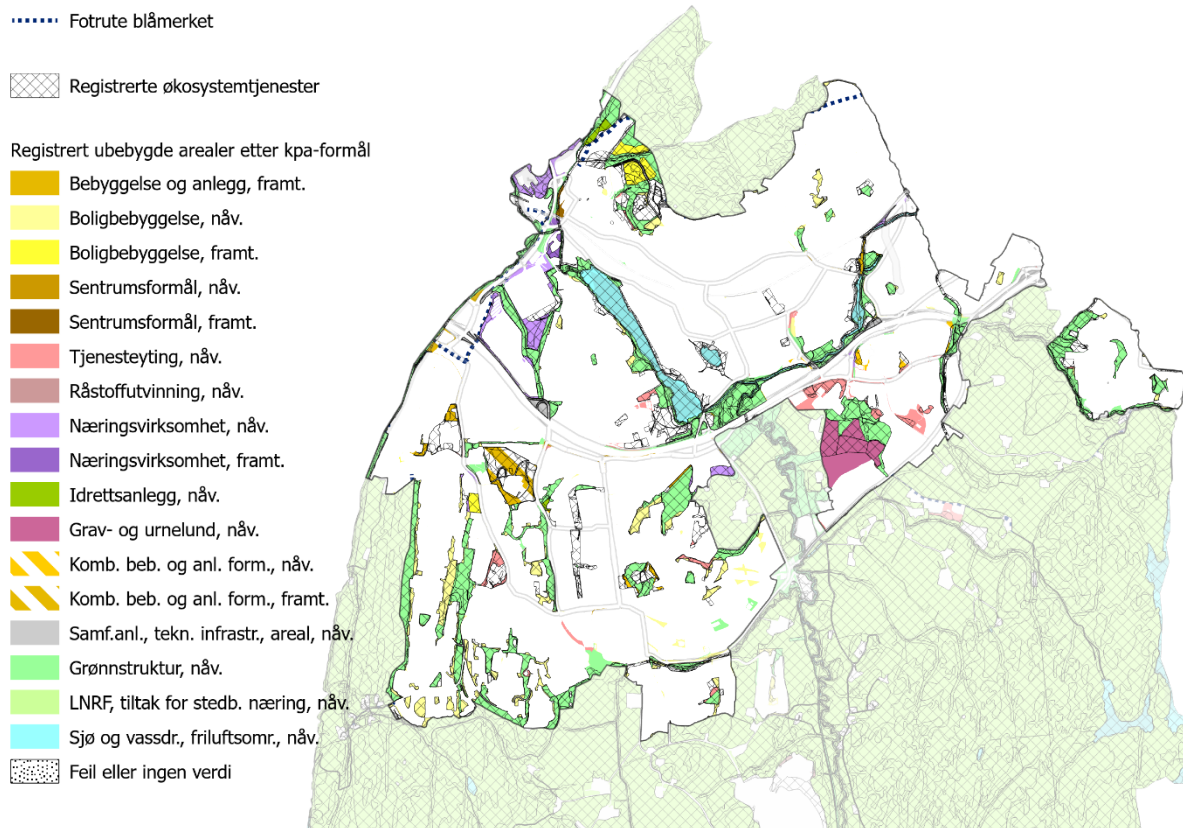 Fotrute blåmerket
Registrerte økosystemtjenester
Registrert ubebygde arealer etter kpa-formål
Bebyggelse og anlegg, framt.
Boligbebyggelse, nåv.
Boligbebyggelse, framt.
Sentrumsformål, nåv.
Sentrumsformål, framt.
Tjenesteyting, nåv.
Råstoffutvinning, nåv.
Næringsvirksomhet, nåv.
Næringsvirksomhet, framt.
Idrettsanlegg, nåv.
Grav- og urnelund, nåv.
Komb. beb. og anl. form., nåv.
Komb. beb. og anl. form., framt.
Samf.anl., tekn. infrastr., areal, nåv.
Grønnstruktur, nåv.
LNRF, tiltak for stedb. næring, nåv.
Sjø og vassdr., friluftsomr., nåv.
Feil eller ingen verdi